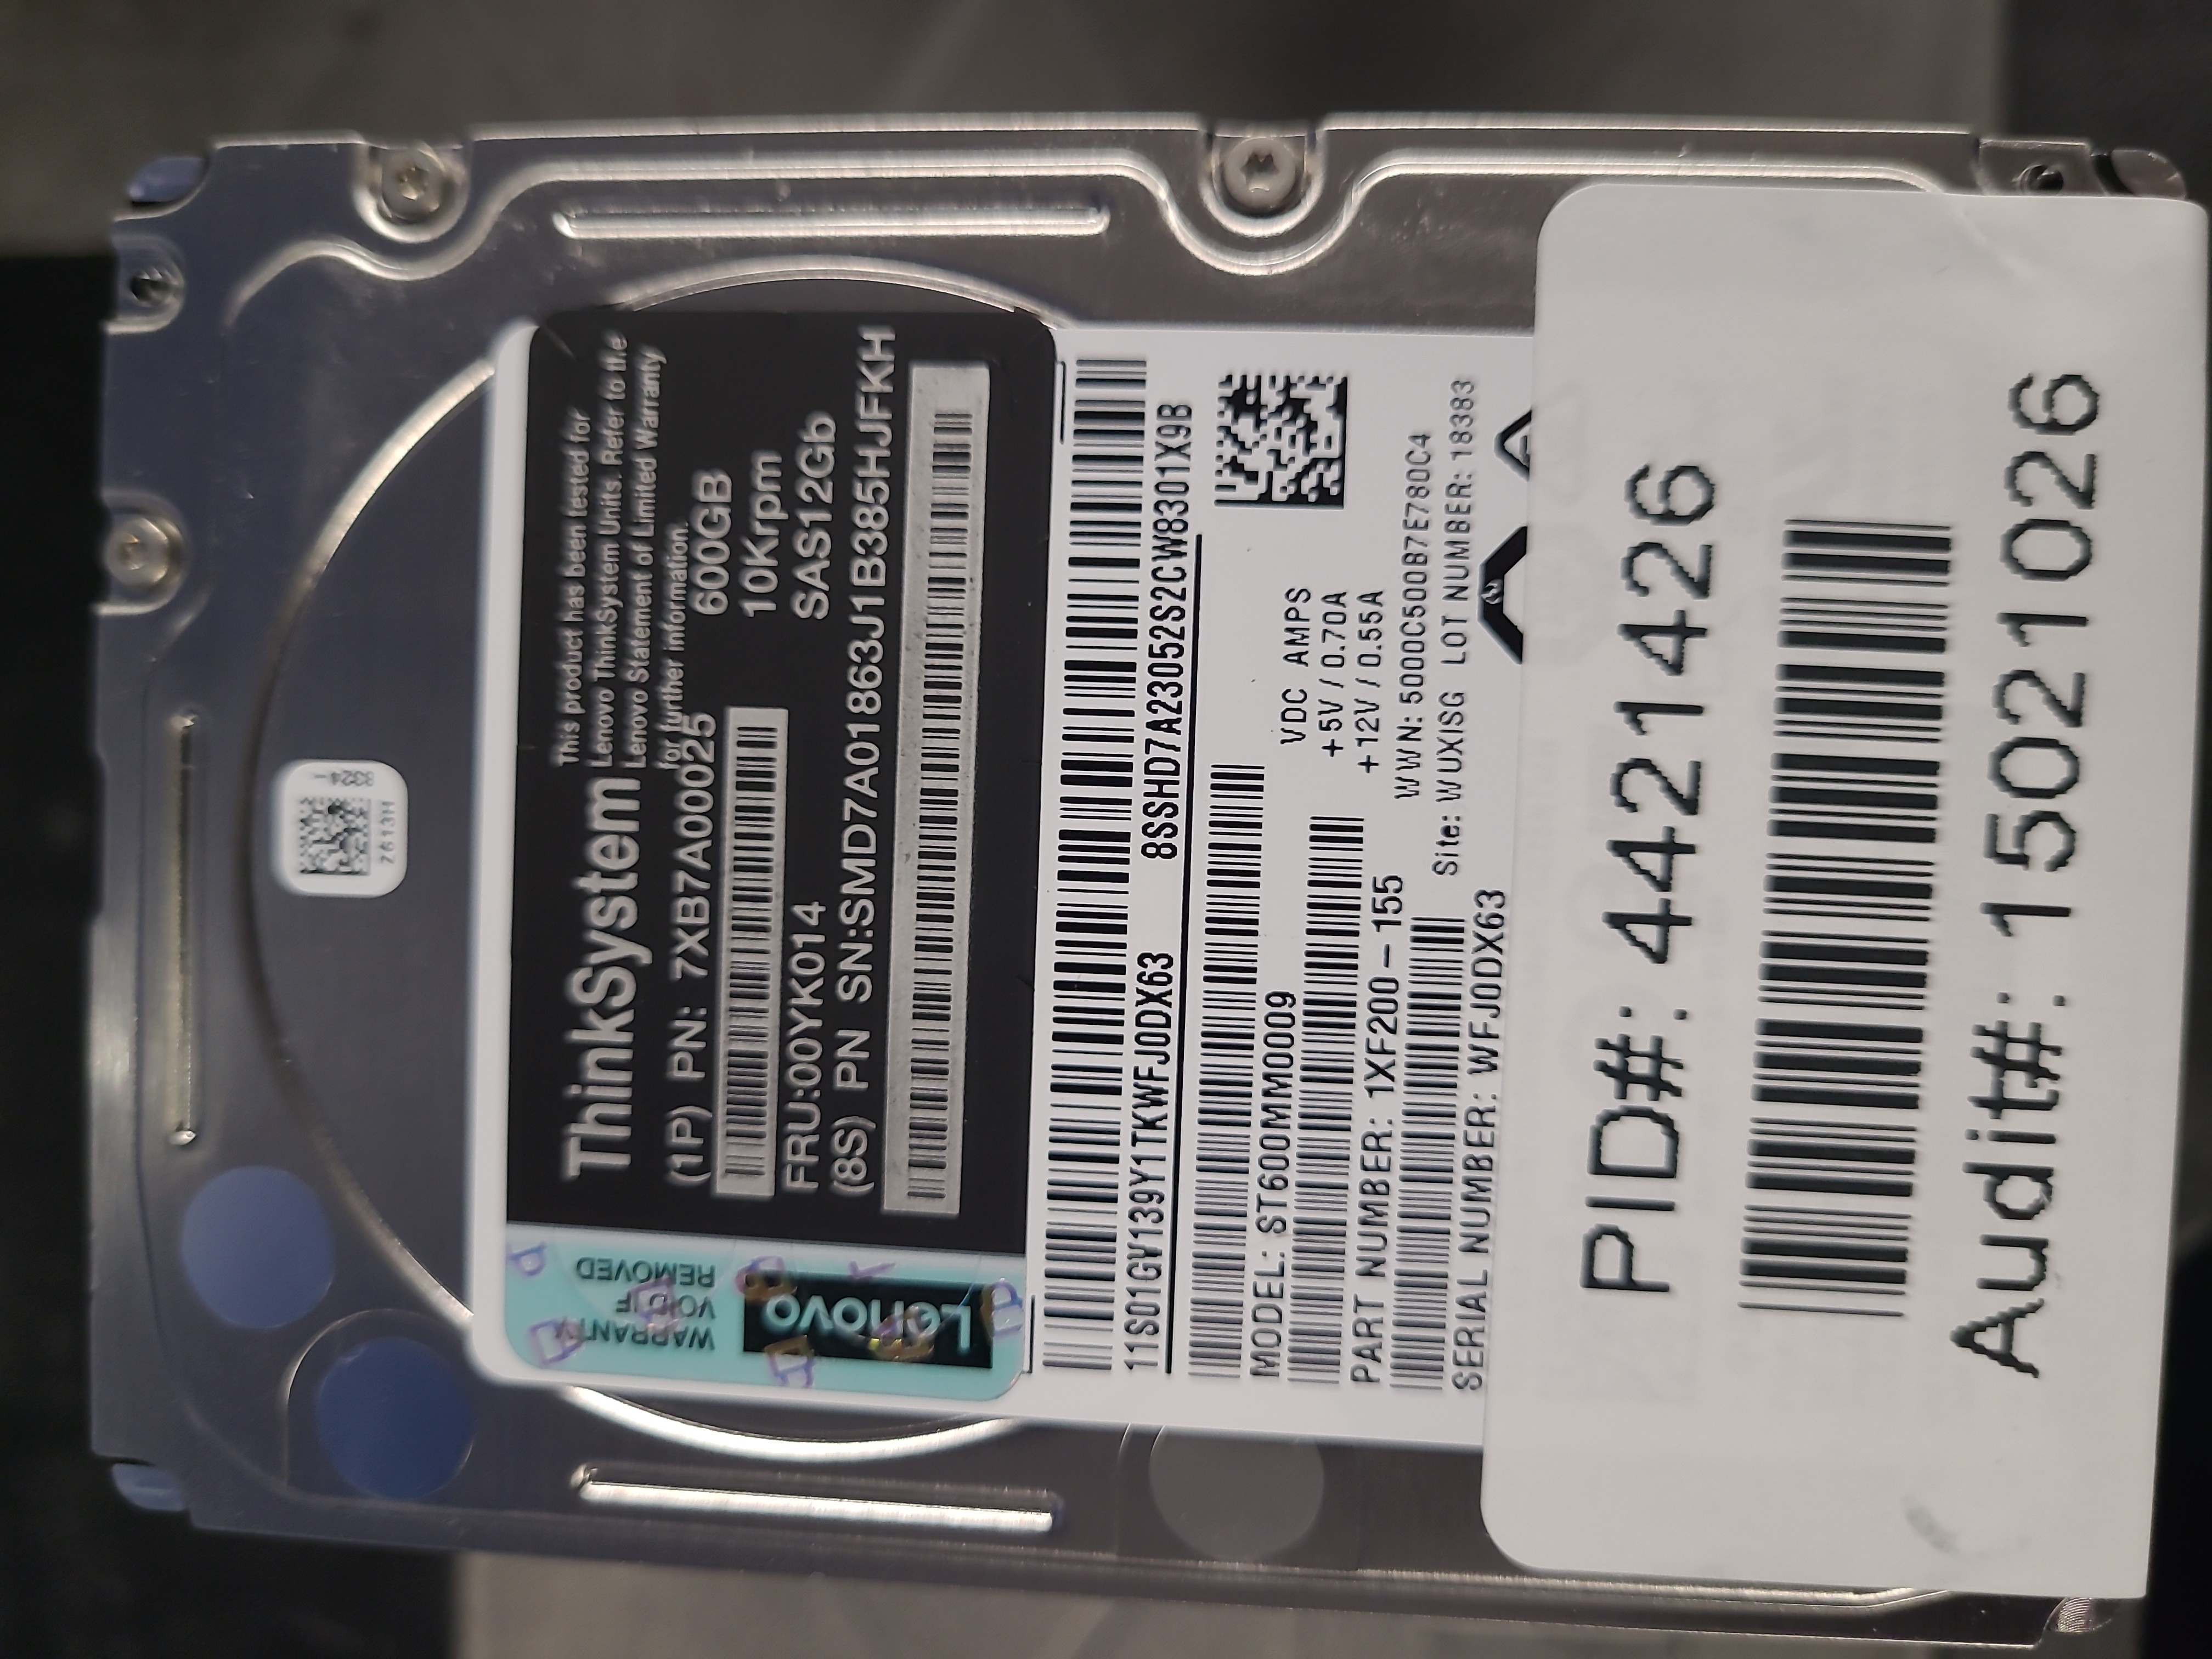 Z613H
8324-
WARRANTY
VOID IF
REMOVED
Lenovo
ThinkSystem
This product has been tested for
Lenovo ThinkSystem Units. Refer to the
Lenovo Statement of Limited Warranty
for further information.
(1P) PN: 7XB7A00025
600GB
10Krpm
FRU:00YK014
SAS12Gb
(8S) PN SN:SMD7A01863J1B385HJFKH
11S01GV139Y1TKWFJ0DX63 8SSHD7A23052S2CW8301X9B
MODEL: ST600MM0009
VDC AMPS
+5V / 0.70A
+12V / 0.55A
PART NUMBER: 1XF200-155
WWN: 5000C500B7E780C4
Site: WUXISG LOT NUMBER: 18383
SERIAL NUMBER: WFJ0DX63
PID#: 4421426
Audit#: 15021026